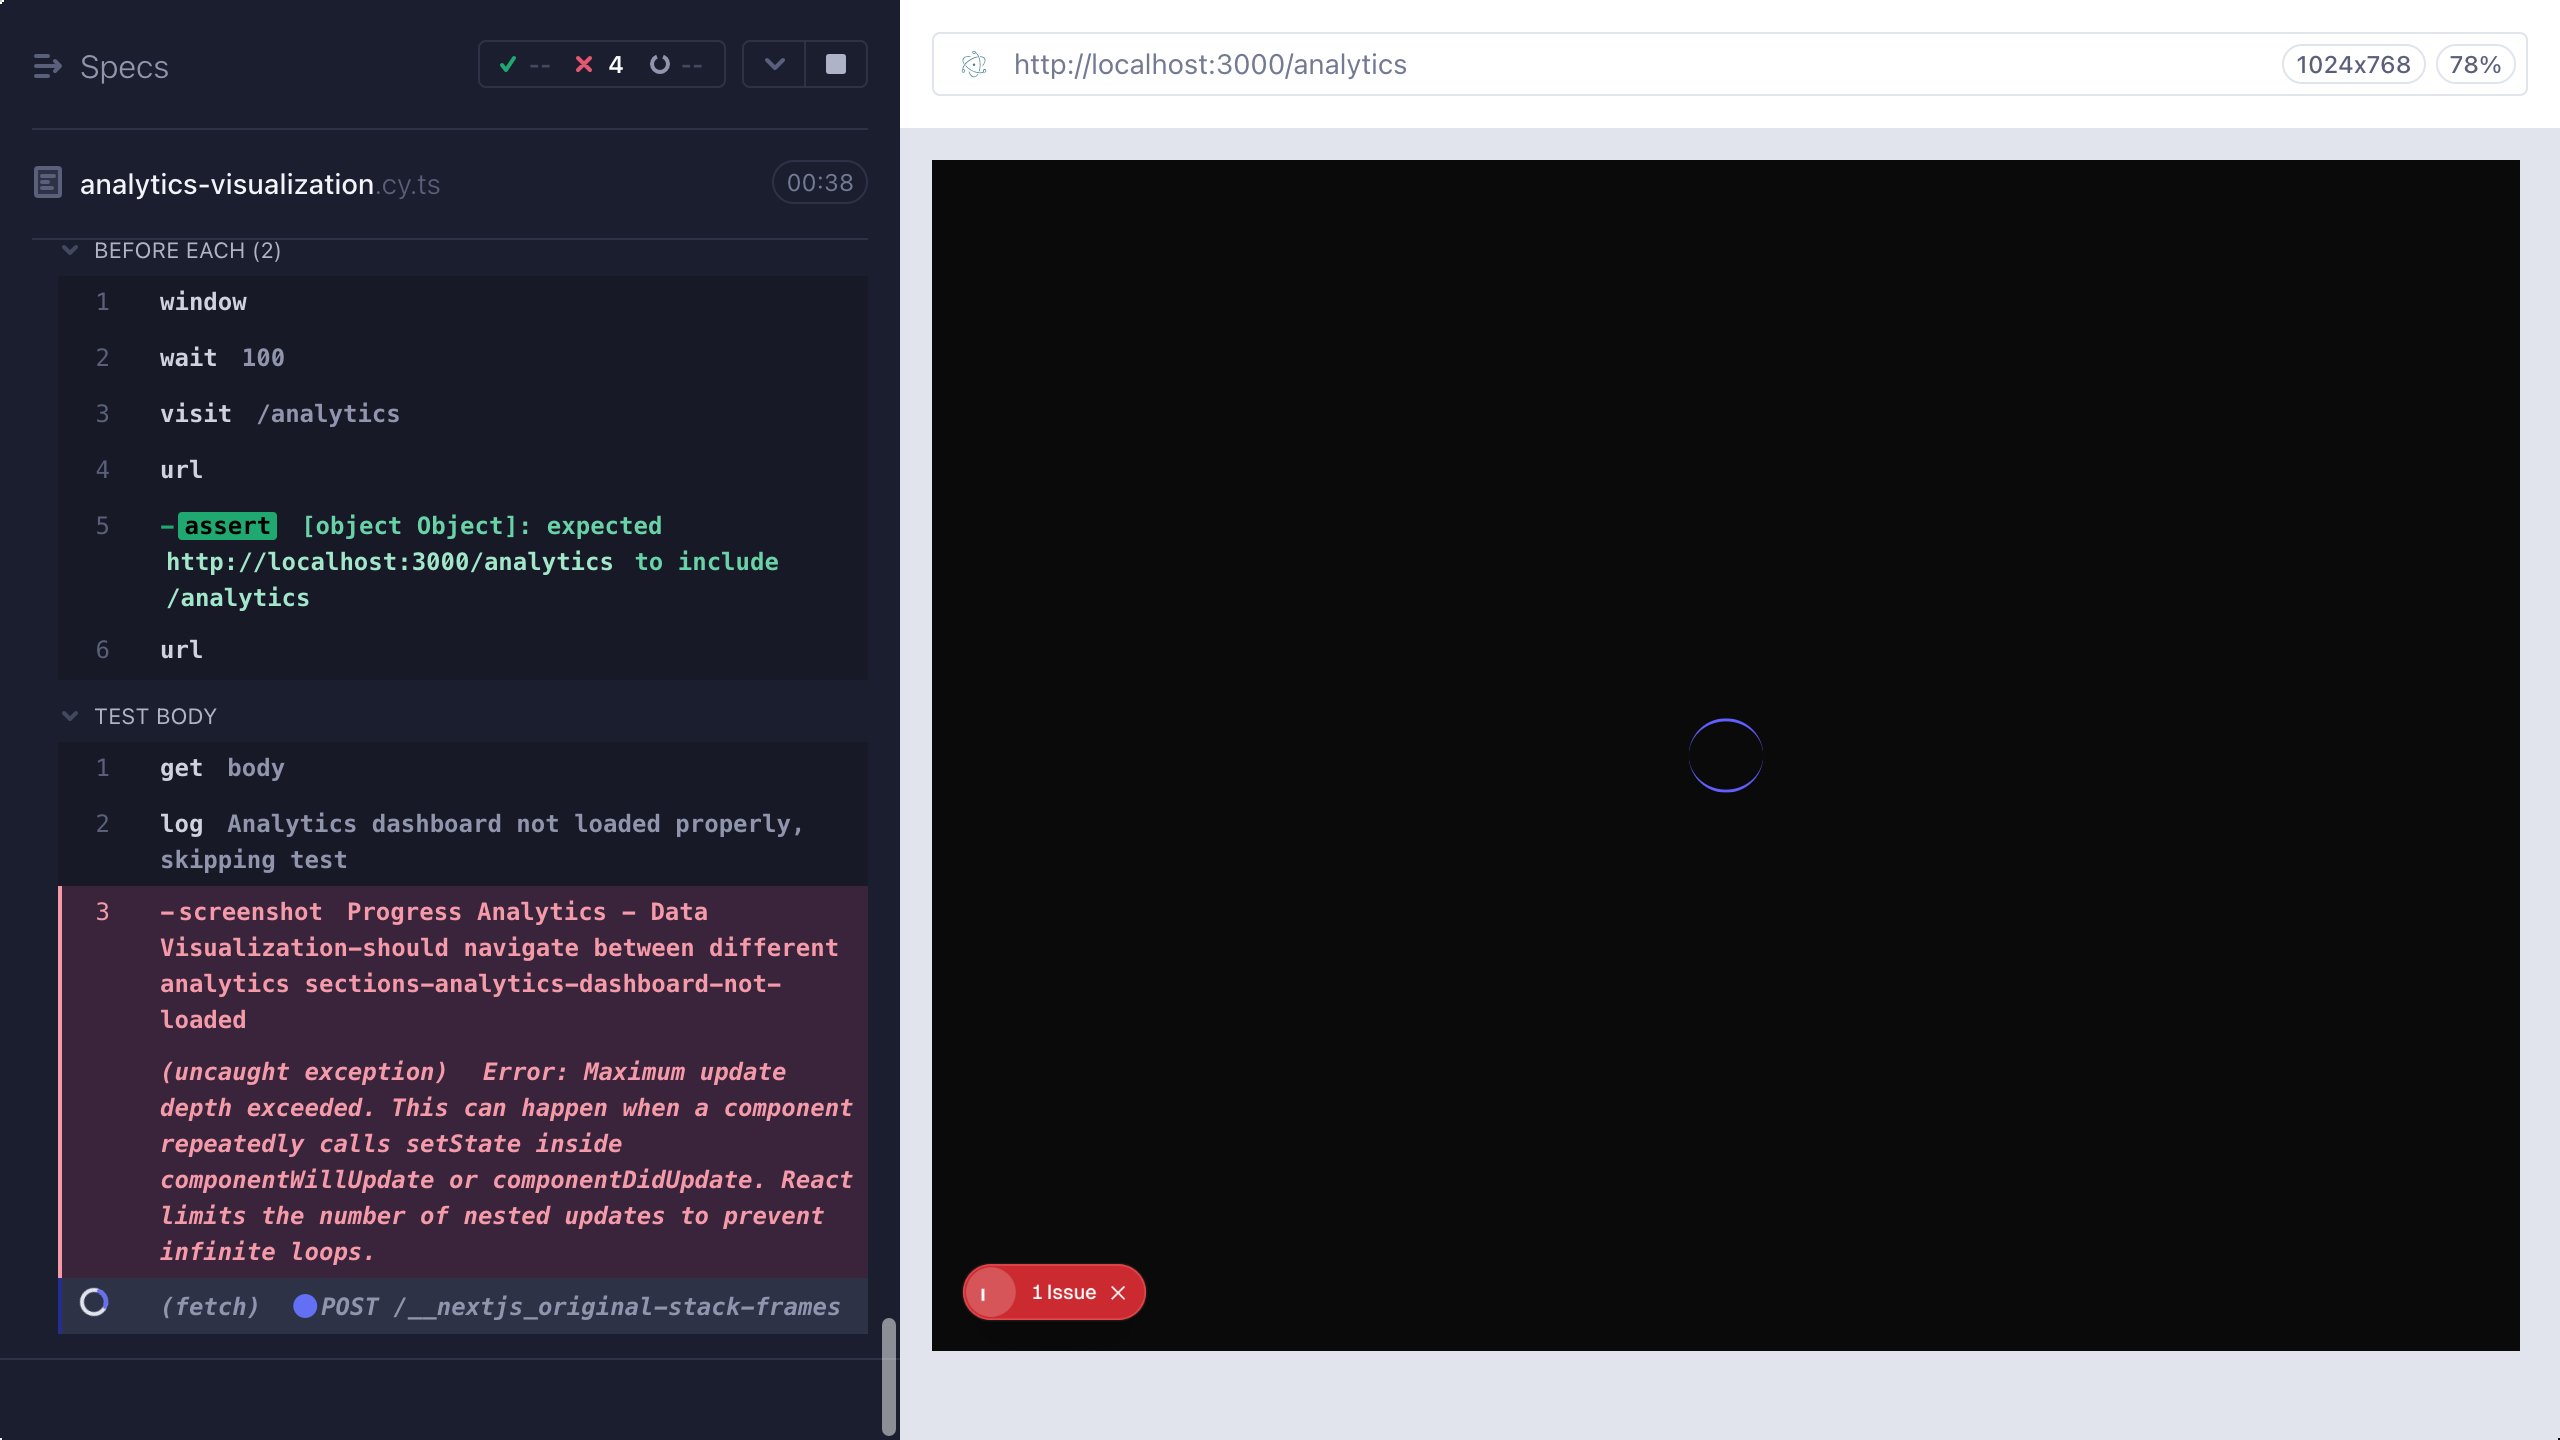 Specs
-- 4 --
analytics-visualization.cy.ts
00:38
BEFORE EACH (2)
1 window
2 wait 100
3 visit /analytics
4 url
5 -assert [object Object]: expected
http://localhost:3000/analytics to include
/analytics
6 url
TEST BODY
1 get body
2 log Analytics dashboard not loaded properly,
skipping test
3 -screenshot Progress Analytics - Data
Visualization-should navigate between different
analytics sections-analytics-dashboard-not-
loaded
(uncaught exception) Error: Maximum update
depth exceeded. This can happen when a component
repeatedly calls setState inside
componentWillUpdate or componentDidUpdate. React
limits the number of nested updates to prevent
infinite loops.
(fetch) POST /__nextjs_original-stack-frames
http://localhost:3000/analytics
1024x768
78%
1 Issue